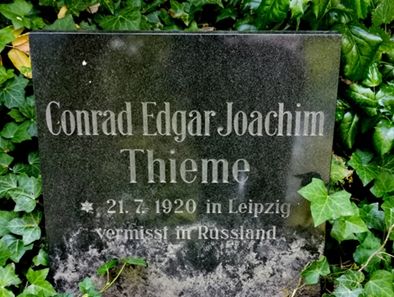 Conrad Edgar Joachim
Thieme
*, 21. 7. 1920 in Leipzig
vermisst in Russland